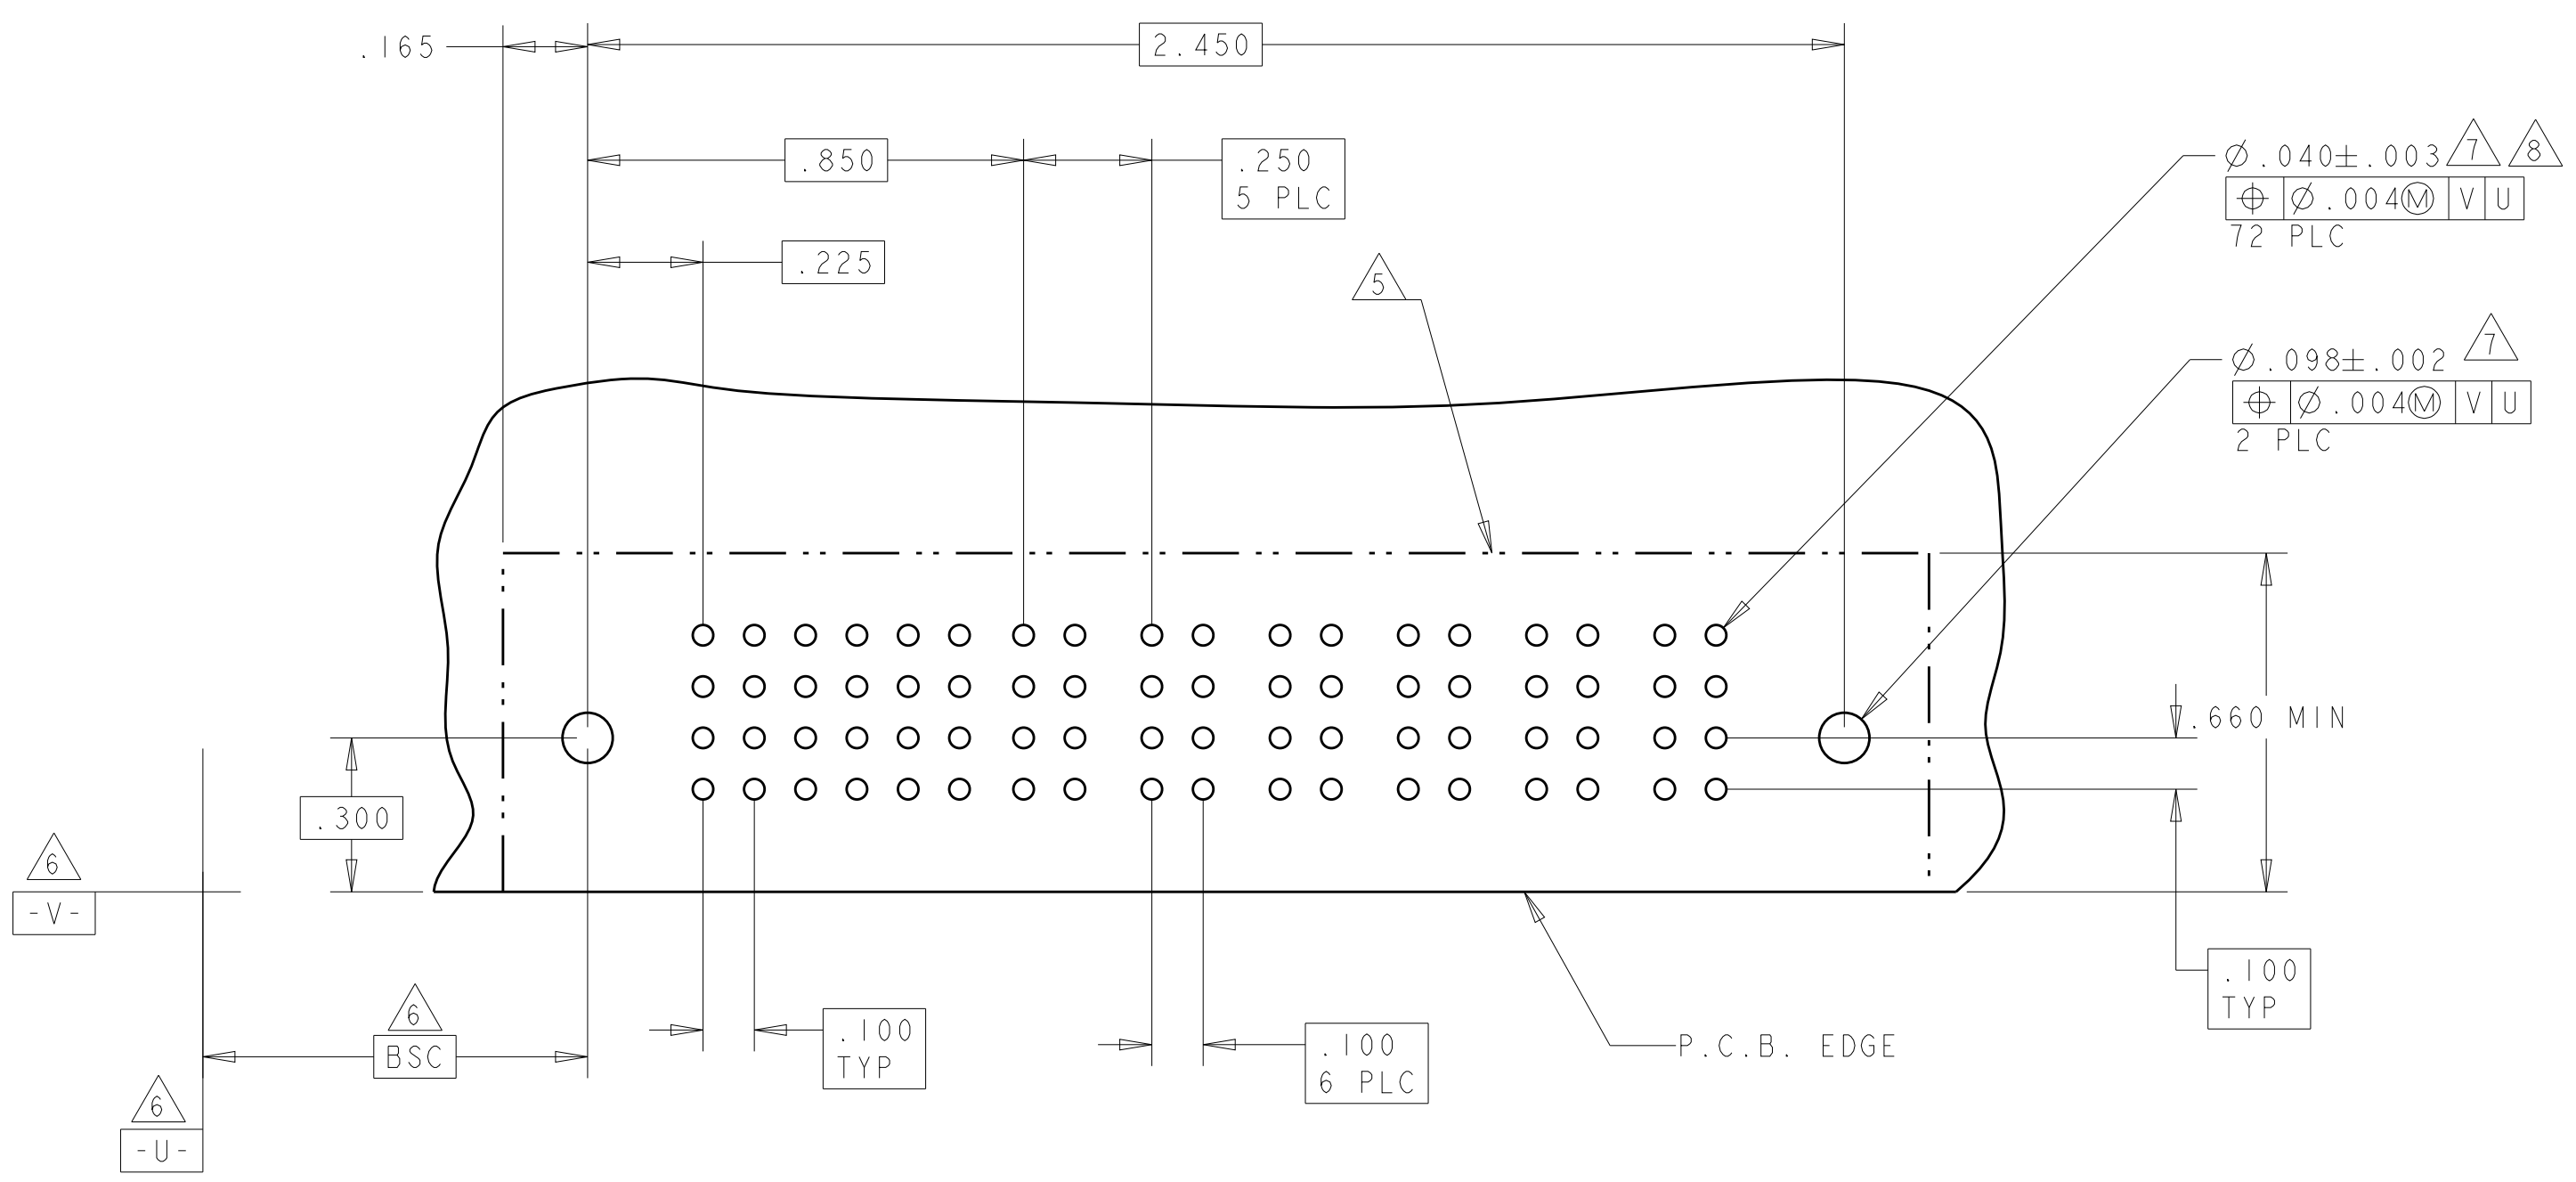 .165
2.450
.850
.250
5 PLC
.225
Ø.040±.003 7 8
⌖ Ø.004Ⓜ V U
72 PLC
5
Ø.098±.002 7
⌖ Ø.004Ⓜ V U
2 PLC
.660 MIN
.300
6
-V-
6
BSC
6
-U-
.100
TYP
.100
6 PLC
P.C.B. EDGE
.100
TYP